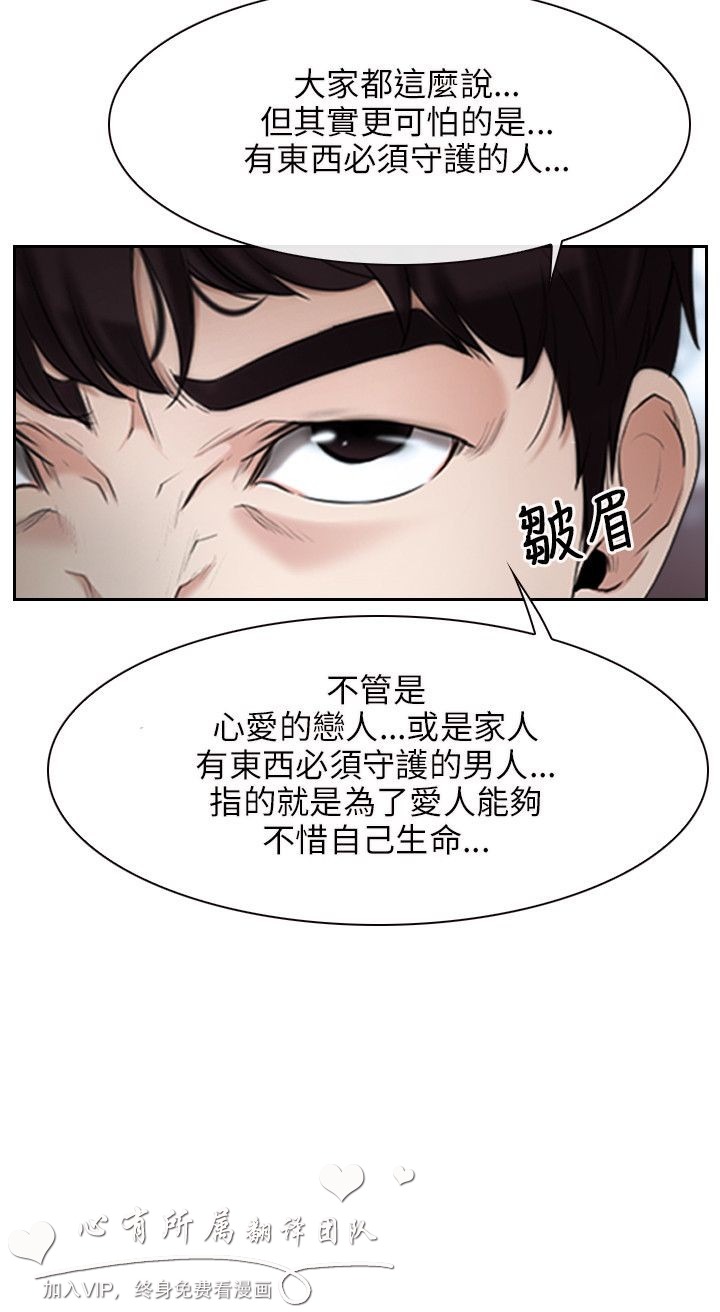 大家都這麼說...
但其實更可怕的是...
有東西必須守護的人...
皺眉
不管是
心愛的戀人...或是家人
有東西必須守護的男人...
指的就是為了愛人能夠
不惜自己生命...
心有所属翻译团队
加入VIP，终身免费看漫画